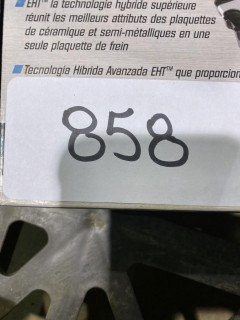 EHT™ la technologie hybride supérieure
réunit les meilleurs attributs des plaquettes
de céramique et semi-métalliques en une
seule plaquette de frein
Tecnología Híbrida Avanzada EHT™ que proporcion
858